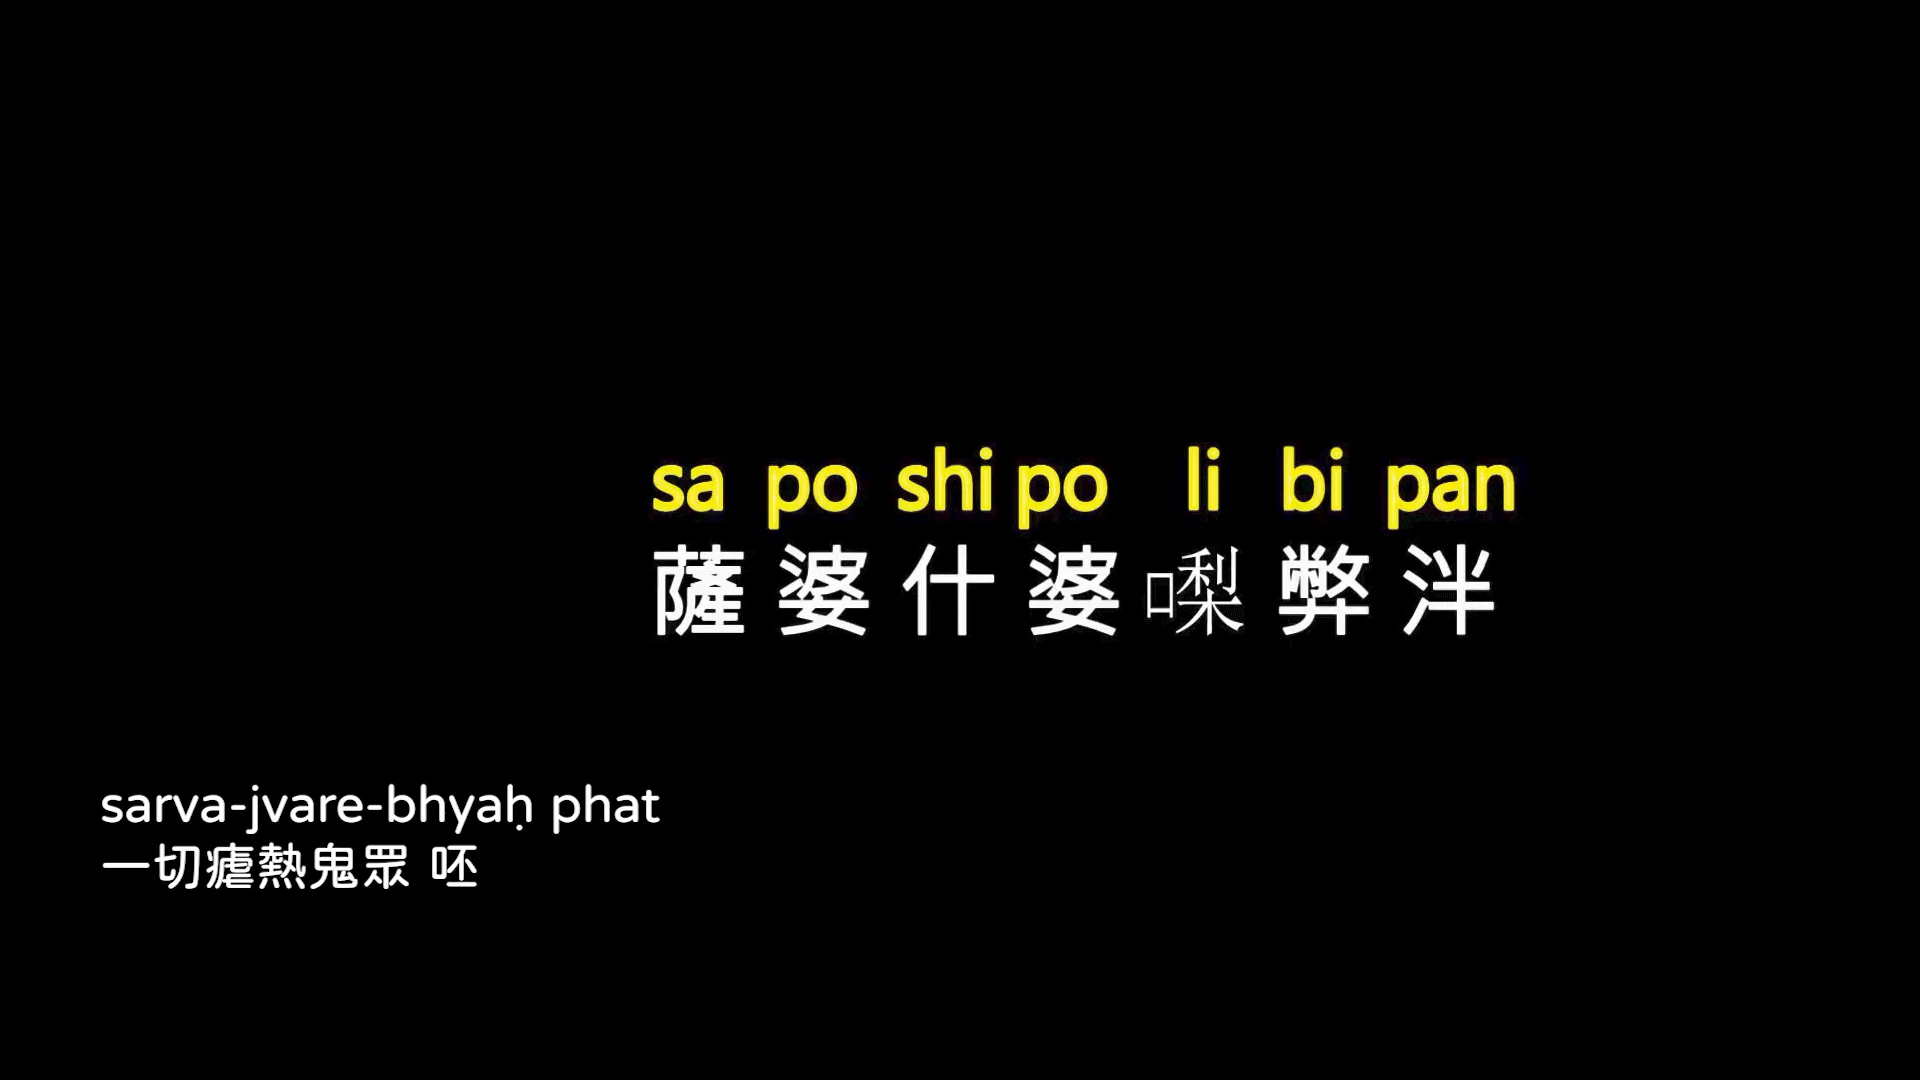 sa po shi po li bi pan
薩婆什婆㗚弊泮
sarva-jvare-bhyaḥ phat
一切瘧熱鬼眾 呸